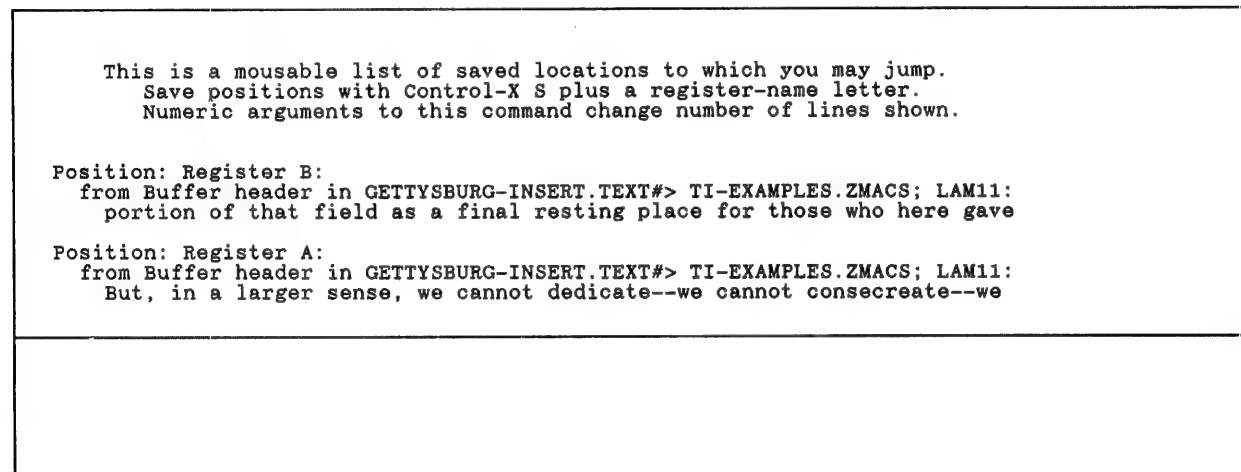 This is a mousable list of saved locations to which you may jump.
Save positions with Control-X S plus a register-name letter.
Numeric arguments to this command change number of lines shown.
Position: Register B:
from Buffer header in GETTYSBURG-INSERT.TEXT#> TI-EXAMPLES.ZMACS; LAM11:
portion of that field as a final resting place for those who here gave
Position: Register A:
from Buffer header in GETTYSBURG-INSERT.TEXT#> TI-EXAMPLES.ZMACS; LAM11:
But, in a larger sense, we cannot dedicate--we cannot consecreate--we